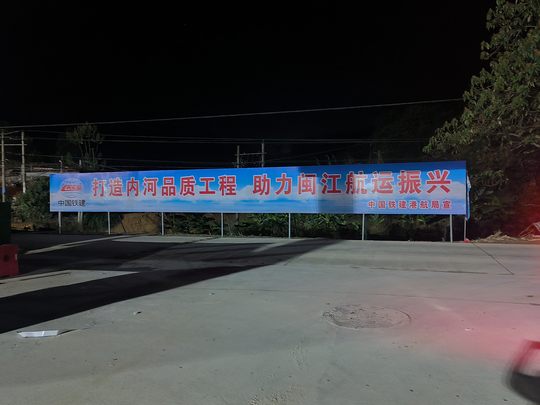 打造内河品质工程 助力闽江航运振兴
中国铁建
中国铁建港航局宣